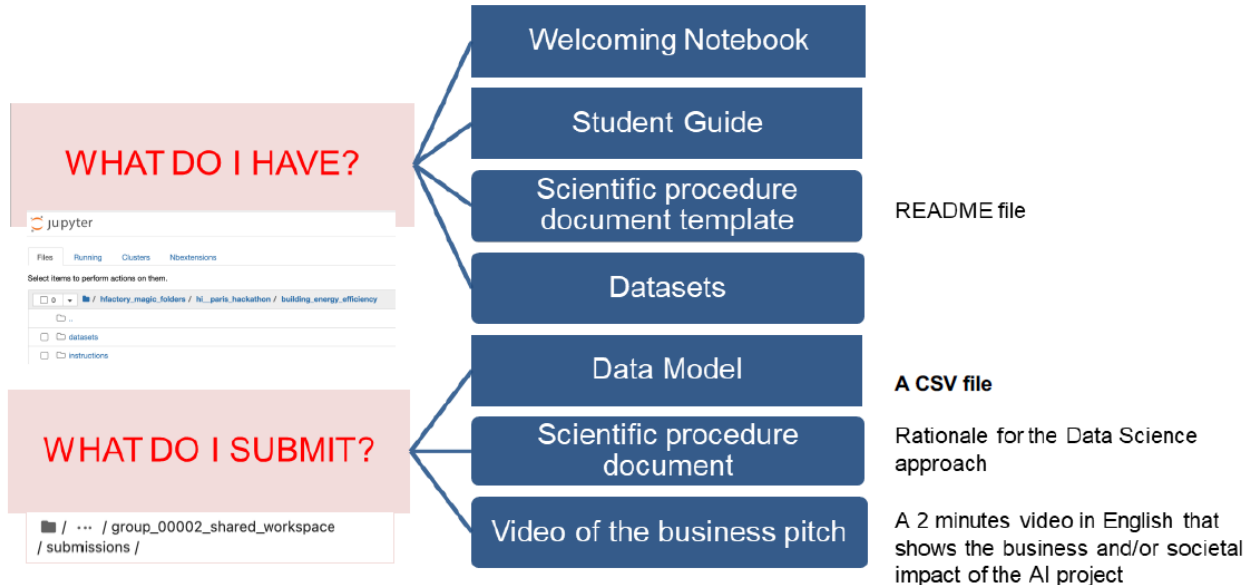 Welcoming Notebook
Student Guide
WHAT DO I HAVE?
Scientific procedure
document template
README file
jupyter
Files Running Clusters Nbextensions
Select items to perform actions on them.
0 / hfactory_magic_folders / hi__paris_hackathon / building_energy_efficiency
..
datasets
instructions
Datasets
Data Model
A CSV file
WHAT DO I SUBMIT?
Scientific procedure
document
Rationale for the Data Science
approach
/ ... / group_00002_shared_workspace
/ submissions /
Video of the business pitch
A 2 minutes video in English that
shows the business and/or societal
impact of the AI project